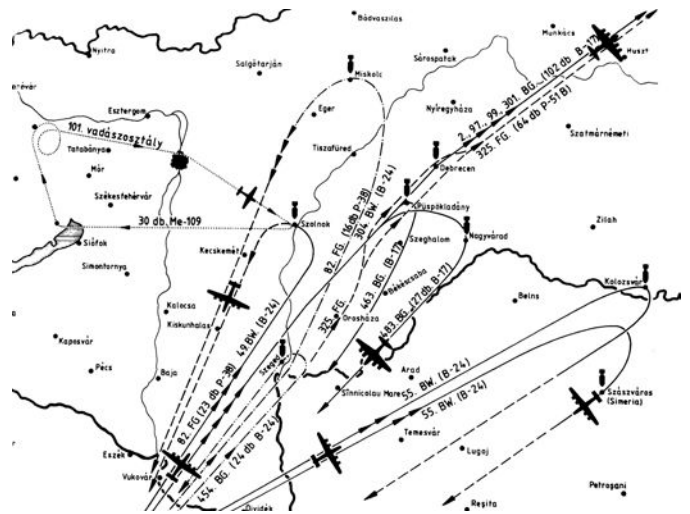 Bódvaszilas
Munkács
Nyitra
Huszt
Salgótarján
Sárospatak
Miskolc
Esztergom
Eger
Nyíregyháza
Szatmárnémeti
101. vadászosztály
Tatabánya
Tiszafüred
Mór
Debrecen
2., 97., 99., 301. BG. (102 db B-17)
325. FG. (64 db P-51B)
Székesfehérvár
Püspökladány
30 db. Me-109
Szolnok
82. FG. (16 db P-38)
304. BW. (B-24)
Siófok
Kecskemét
Szeghalom
Nagyvárad
Zilah
Simontornya
463. BG. (B-17)
Békéscsaba
Kolozsvár
Kalocsa
325. FG.
Belns
Kiskunhalas
49. BW. (B-24)
Orosháza
483. BG. (27 db. B-17)
Kaposvár
Szeged
Pécs
Baja
82. FG (23 db P-38)
Arad
Sînnicolau Mare
55. BW. (B-24)
55. BW. (B-24)
Szászváros
(Simeria)
Temesvár
Eszék
454. BG. (24 db B-24)
Lugoj
Vukovár
Petroșani
Reșița